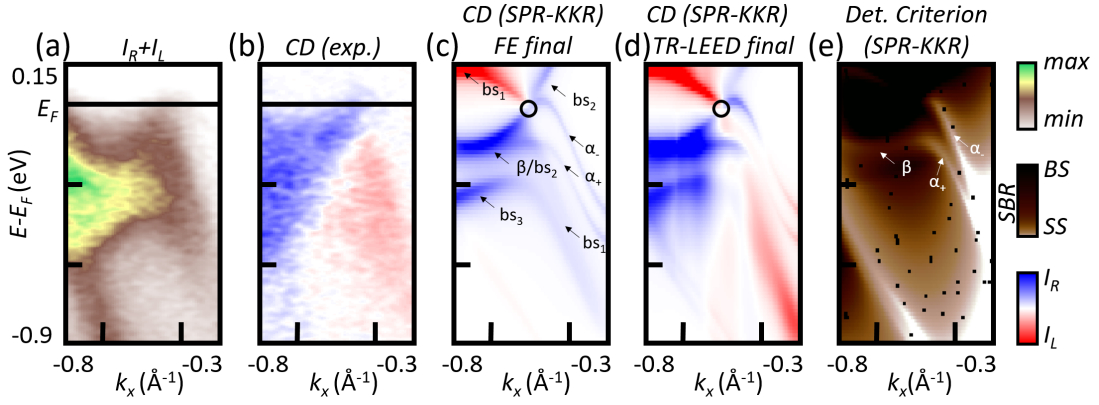 CD (SPR-KKR) CD (SPR-KKR) Det. Criterion
(a) I_R+I_L (b) CD (exp.) (c) FE final (d) TR-LEED final (e) (SPR-KKR)
0.15
E_F
E-E_F (eV)
-0.9
bs₁
bs₂
α₋
α₊
β/bs₂
bs₃
bs₁
β
α₊
α₋
max
min
SBR
BS
SS
I_R
I_L
-0.8 -0.3 -0.8 -0.3 -0.8 -0.3 -0.8 -0.3 -0.8 -0.3
k_x (Å⁻¹) k_x (Å⁻¹) k_x (Å⁻¹) k_x (Å⁻¹) k_x (Å⁻¹)